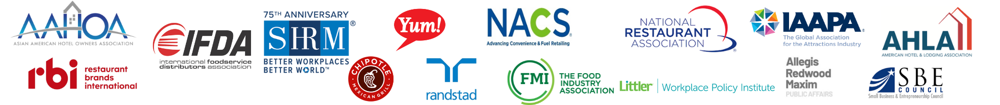 AAHOA
ASIAN AMERICAN HOTEL OWNERS ASSOCIATION
rbi
restaurant
brands
international
IFDA
international foodservice
distributors association
75TH ANNIVERSARY
SHRM®
BETTER WORKPLACES
BETTER WORLD™
Yum!
CHIPOTLE
MEXICAN GRILL
randstad
NACS®
Advancing Convenience & Fuel Retailing
FMI
THE FOOD
INDUSTRY
ASSOCIATION
NATIONAL
RESTAURANT
ASSOCIATION®
Littler
Workplace Policy Institute
IAAPA®
The Global Association
for the Attractions Industry
Allegis
Redwood
Maxim
PUBLIC AFFAIRS
AHLA
AMERICAN HOTEL & LODGING ASSOCIATION
SBE
COUNCIL
Small Business & Entrepreneurship Council